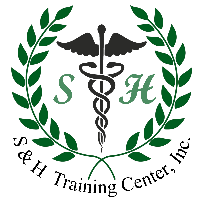 S H
S & H Training Center, Inc.